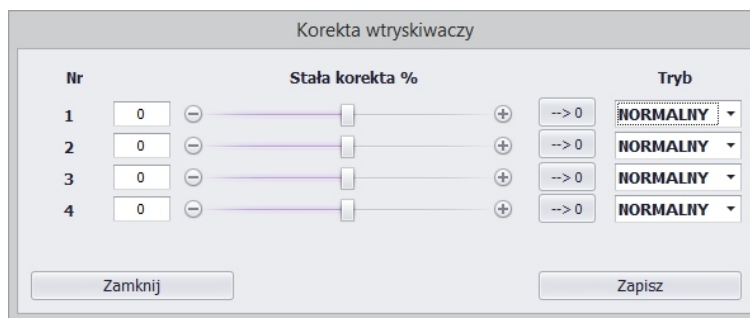 Korekta wtryskiwaczy
Nr Stała korekta % Tryb
1 0 --> 0 NORMALNY
2 0 --> 0 NORMALNY
3 0 --> 0 NORMALNY
4 0 --> 0 NORMALNY
Zamknij Zapisz